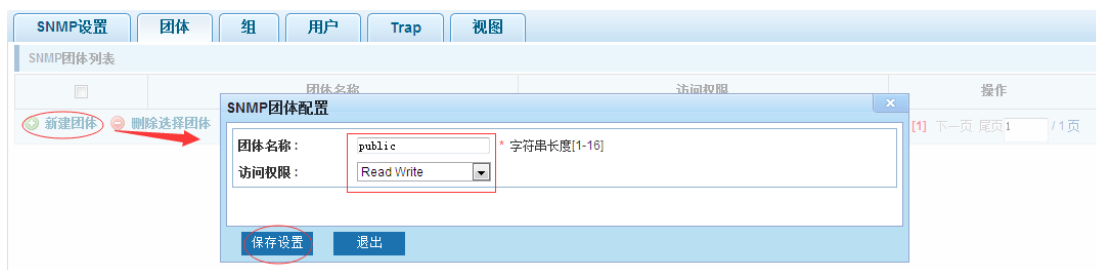 SNMP设置 团体 组 用户 Trap 视图
SNMP团体列表
团体名称 访问权限 操作
新建团体 删除选择团体 [1] 下一页 尾页 1 /1页
SNMP团体配置
团体名称： public * 字符串长度[1-16]
访问权限： Read Write
保存设置 退出